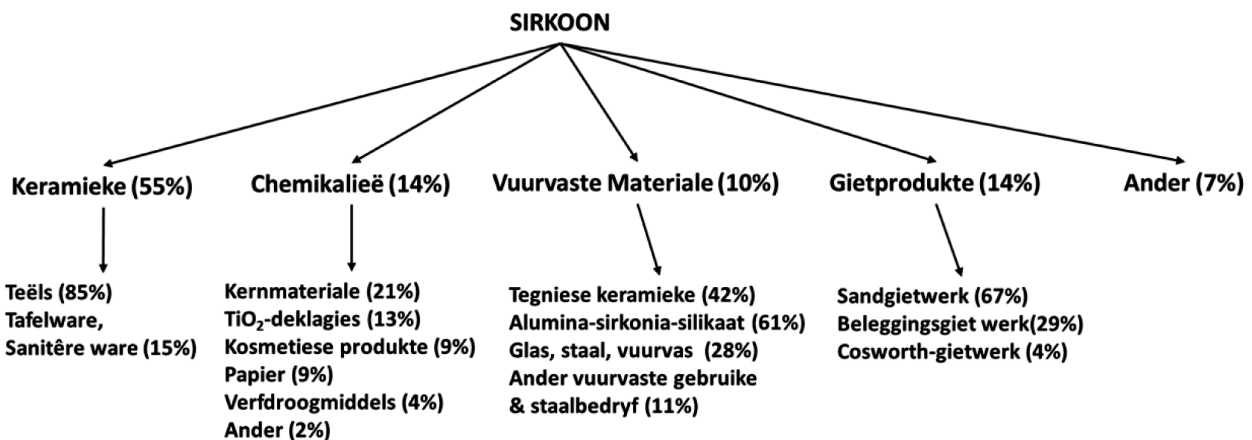 SIRKOON
Keramieke (55%)
Chemikalieë (14%)
Vuurvaste Materiale (10%)
Gietprodukte (14%)
Ander (7%)
Teëls (85%)
Tafelware,
Sanitêre ware (15%)
Kernmateriale (21%)
TiO₂-deklagies (13%)
Kosmetiese produkte (9%)
Papier (9%)
Verfdroogmiddels (4%)
Ander (2%)
Tegniese keramieke (42%)
Alumina-sirkonia-silikaat (61%)
Glas, staal, vuurvas (28%)
Ander vuurvaste gebruike
& staalbedryf (11%)
Sandgietwerk (67%)
Beleggingsgiet werk(29%)
Cosworth-gietwerk (4%)